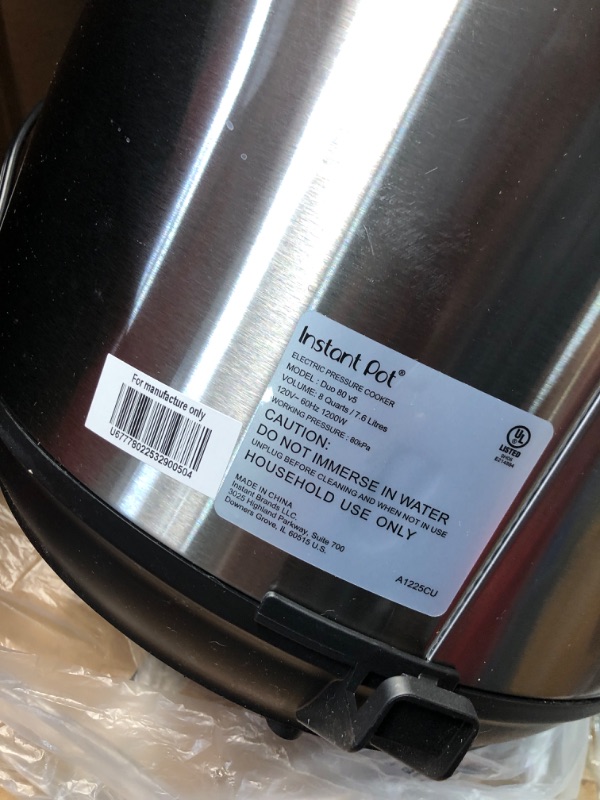 For manufacture only
U67778022532900504
Instant Pot®
ELECTRIC PRESSURE COOKER
MODEL : Duo 80 v5
VOLUME: 8 Quarts / 7.6 Litres
120V~ 60Hz 1200W
WORKING PRESSURE : 80kPa
CAUTION:
DO NOT IMMERSE IN WATER
UNPLUG BEFORE CLEANING AND WHEN NOT IN USE
HOUSEHOLD USE ONLY
MADE IN CHINA
Instant Brands LLC.
3025 Highland Parkway, Suite 700
Downers Grove, IL 60515 U.S.
UL
LISTED
A1225CU